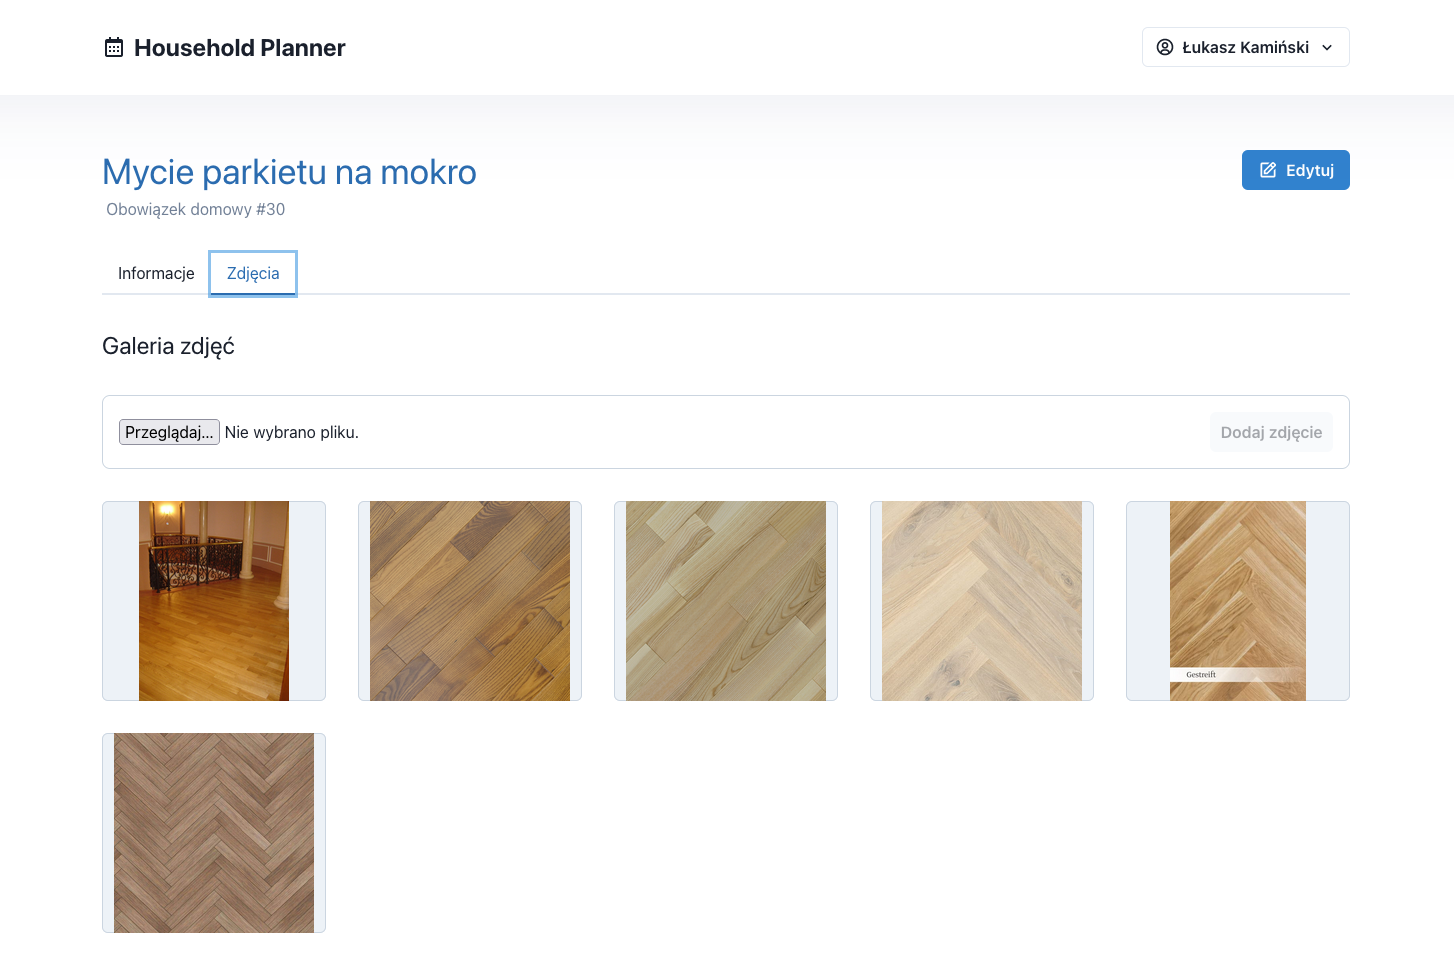 Household Planner
Łukasz Kamiński
Mycie parkietu na mokro
Edytuj
Obowiązek domowy #30
Informacje
Zdjęcia
Galeria zdjęć
Przeglądaj... Nie wybrano pliku.
Dodaj zdjęcie
Gestreift